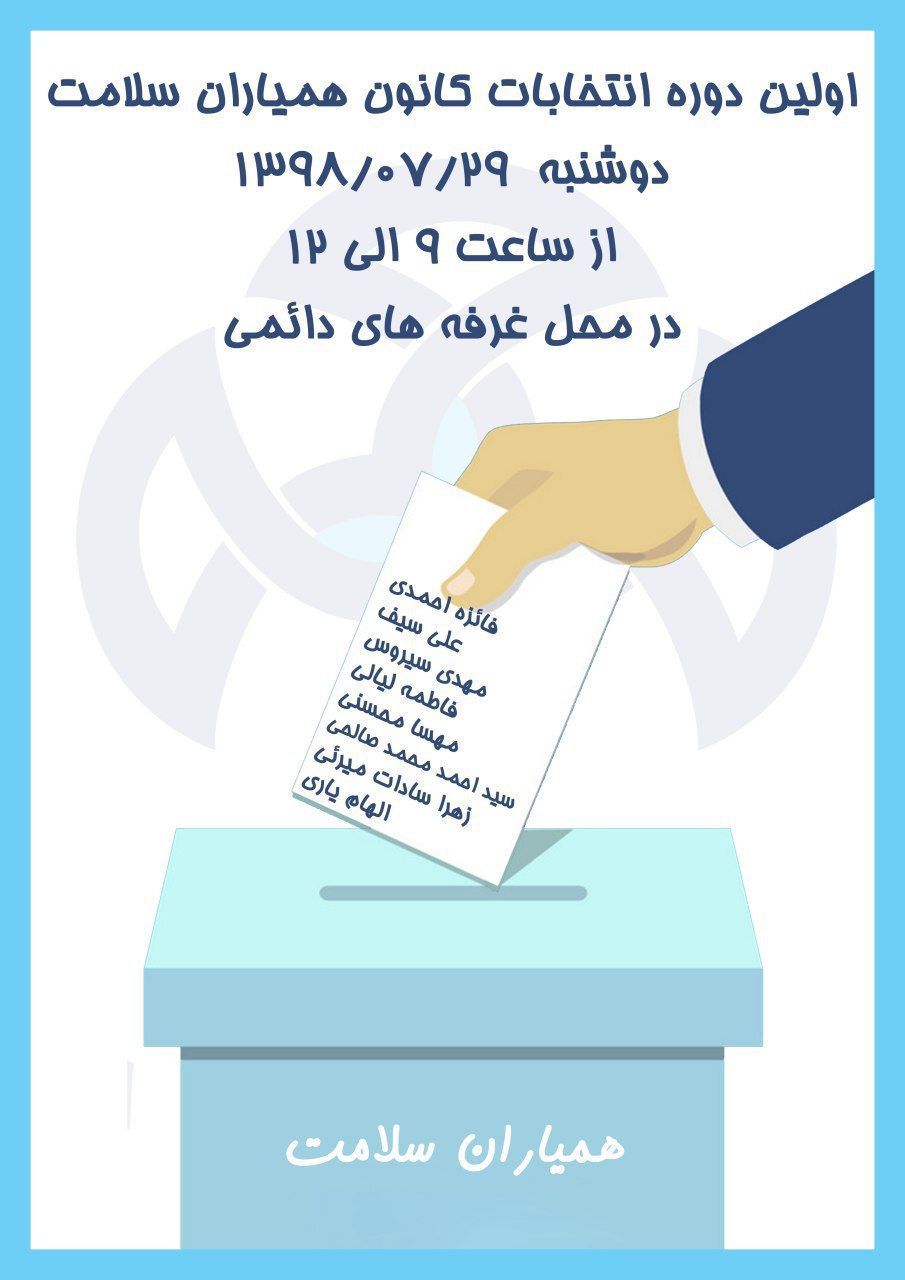 اولین دوره انتخابات کانون همیاران سلامت
دوشنبه ۱۳۹۸/۰۷/۲۹
از ساعت ۹ الی ۱۲
در محل غرفه های دائمی
فائزه احمدی
علی سیف
مهدی سیروس
فاطمه لیالی
مهسا محسنی
سید احمد محمد صالحی
زهرا سادات میرئی
الهام یاری
همیاران سلامت